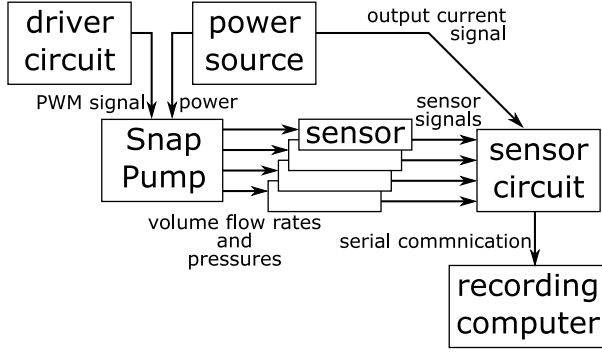 driver
circuit
power
source
output current
signal
PWM signal
power
sensor
signals
Snap
Pump
sensor
sensor
circuit
volume flow rates
and
pressures
serial commnication
recording
computer